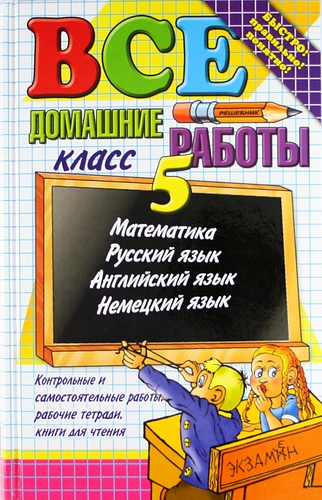 ВСЕ
БЫСТРО!
ПРАВИЛЬНО!
ПОНЯТНО!
ДОМАШНИЕ
РЕШЕБНИК
РАБОТЫ
класс
5
Математика
Русский язык
Английский язык
Немецкий язык
Контрольные и
самостоятельные работы,
рабочие тетради,
книги для чтения
Е
ЭКЗАМИН